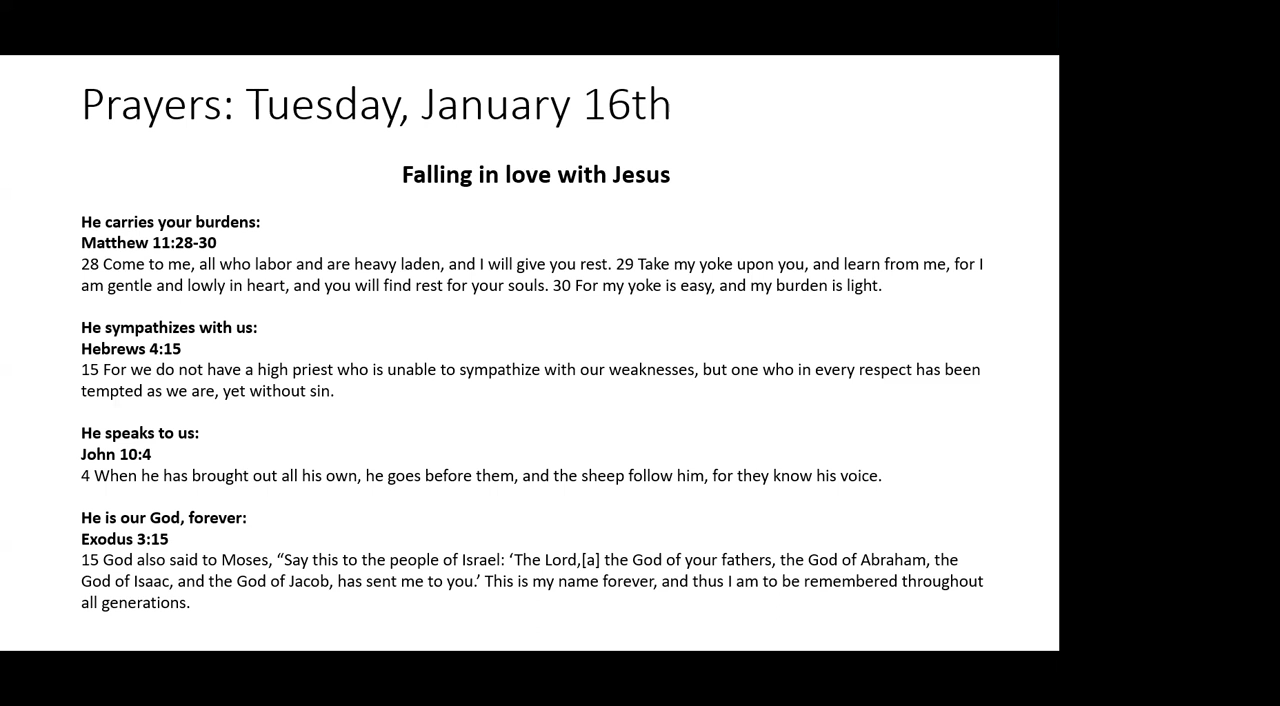 Prayers: Tuesday, January 16th
Falling in love with Jesus
He carries your burdens:
Matthew 11:28-30
28 Come to me, all who labor and are heavy laden, and I will give you rest. 29 Take my yoke upon you, and learn from me, for I
am gentle and lowly in heart, and you will find rest for your souls. 30 For my yoke is easy, and my burden is light.
He sympathizes with us:
Hebrews 4:15
15 For we do not have a high priest who is unable to sympathize with our weaknesses, but one who in every respect has been
tempted as we are, yet without sin.
He speaks to us:
John 10:4
4 When he has brought out all his own, he goes before them, and the sheep follow him, for they know his voice.
He is our God, forever:
Exodus 3:15
15 God also said to Moses, “Say this to the people of Israel: ‘The Lord,[a] the God of your fathers, the God of Abraham, the
God of Isaac, and the God of Jacob, has sent me to you.’ This is my name forever, and thus I am to be remembered throughout
all generations.